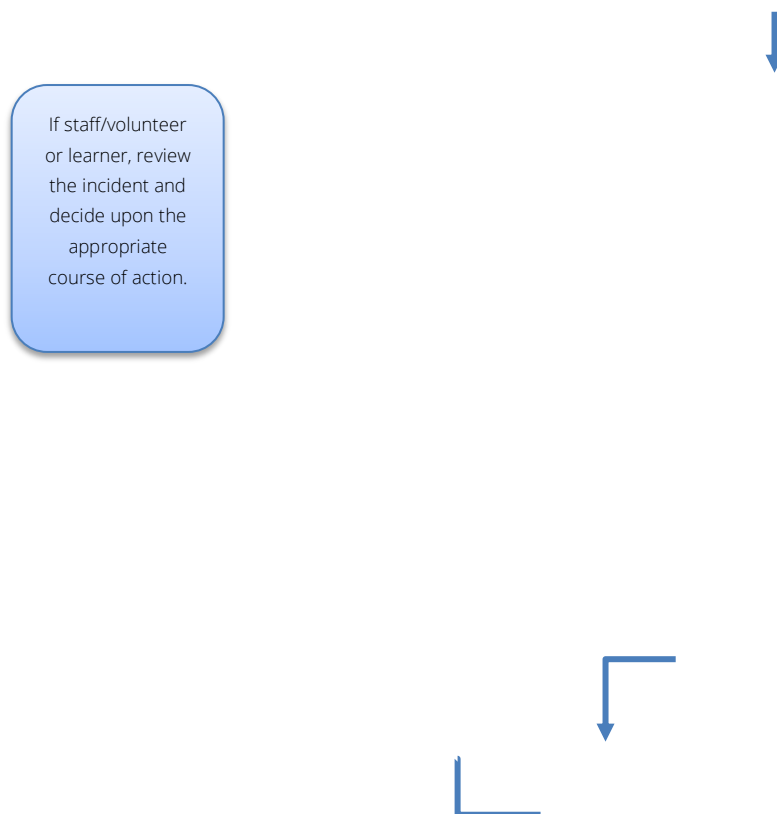 If staff/volunteer
or learner, review
the incident and
decide upon the
appropriate
course of action.